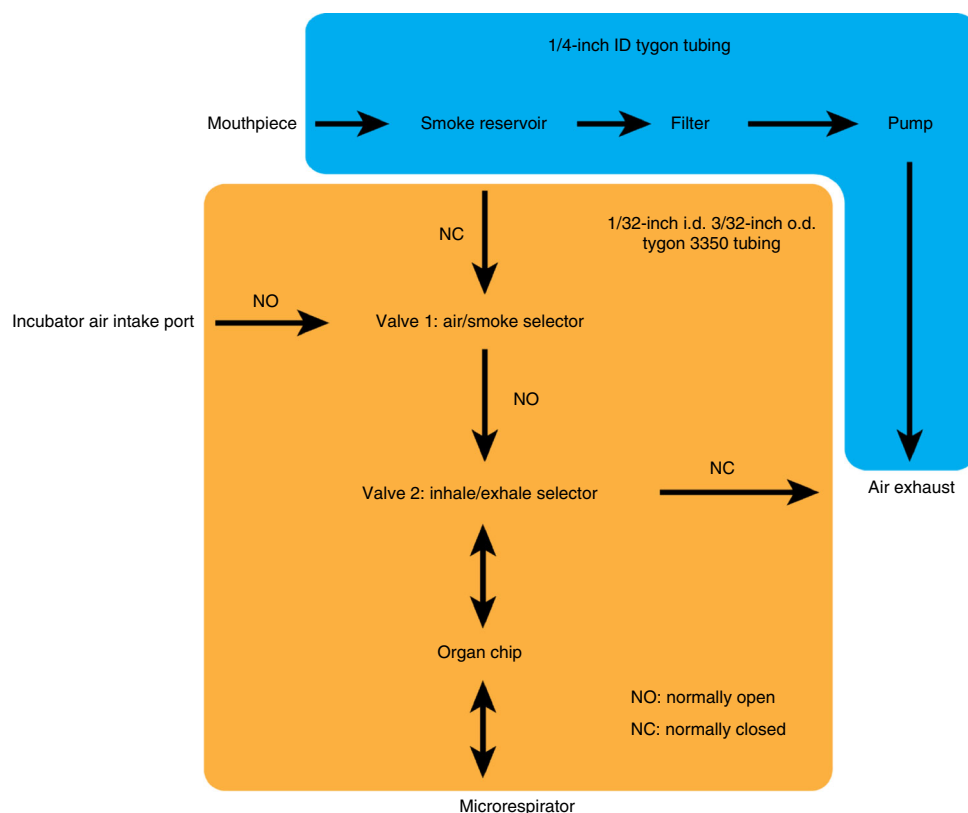 1/4-inch ID tygon tubing
Mouthpiece
Smoke reservoir
Filter
Pump
1/32-inch i.d. 3/32-inch o.d.
tygon 3350 tubing
NC
NO
Incubator air intake port
Valve 1: air/smoke selector
NO
NC
Valve 2: inhale/exhale selector
Air exhaust
Organ chip
NO: normally open
NC: normally closed
Microrespirator